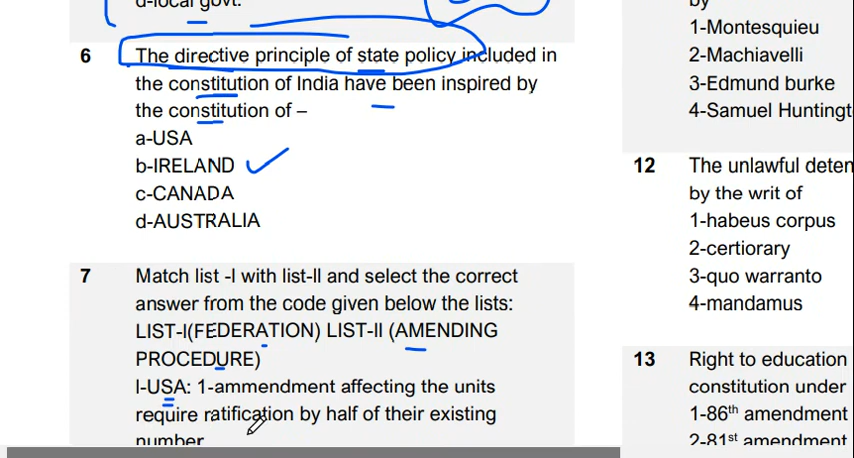 d-local govt.
6 The directive principle of state policy included in
the constitution of India have been inspired by
the constitution of –
a-USA
b-IRELAND
c-CANADA
d-AUSTRALIA
7 Match list -I with list-II and select the correct
answer from the code given below the lists:
LIST-I(FEDERATION) LIST-II (AMENDING
PROCEDURE)
I-USA: 1-ammendment affecting the units
require ratification by half of their existing
number
by
1-Montesquieu
2-Machiavelli
3-Edmund burke
4-Samuel Huntingt
12 The unlawful deten
by the writ of
1-habeus corpus
2-certiorary
3-quo warranto
4-mandamus
13 Right to education
constitution under
1-86th amendment
2-81st amendment